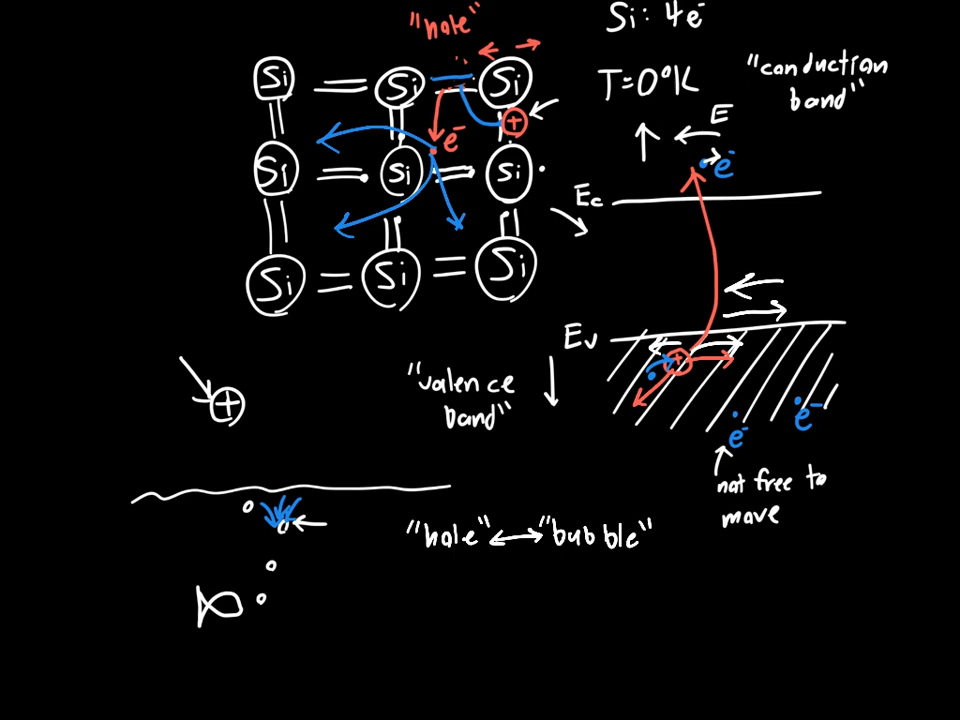 "hole"
Si: 4e⁻
T=0°K
"conduction
band"
Si = Si = Si
+
e⁻
E
e⁻
Si = Si = Si
Ec
Si = Si = Si
Ev
+
"valence
band"
+
e⁻
e⁻
not free to
move
"hole" ↔ "bubble"